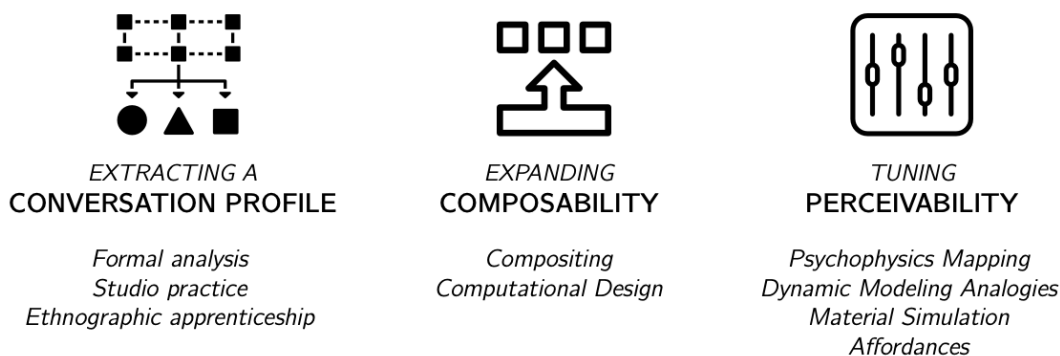 EXTRACTING A
CONVERSATION PROFILE
Formal analysis
Studio practice
Ethnographic apprenticeship
EXPANDING
COMPOSABILITY
Compositing
Computational Design
TUNING
PERCEIVABILITY
Psychophysics Mapping
Dynamic Modeling Analogies
Material Simulation
Affordances